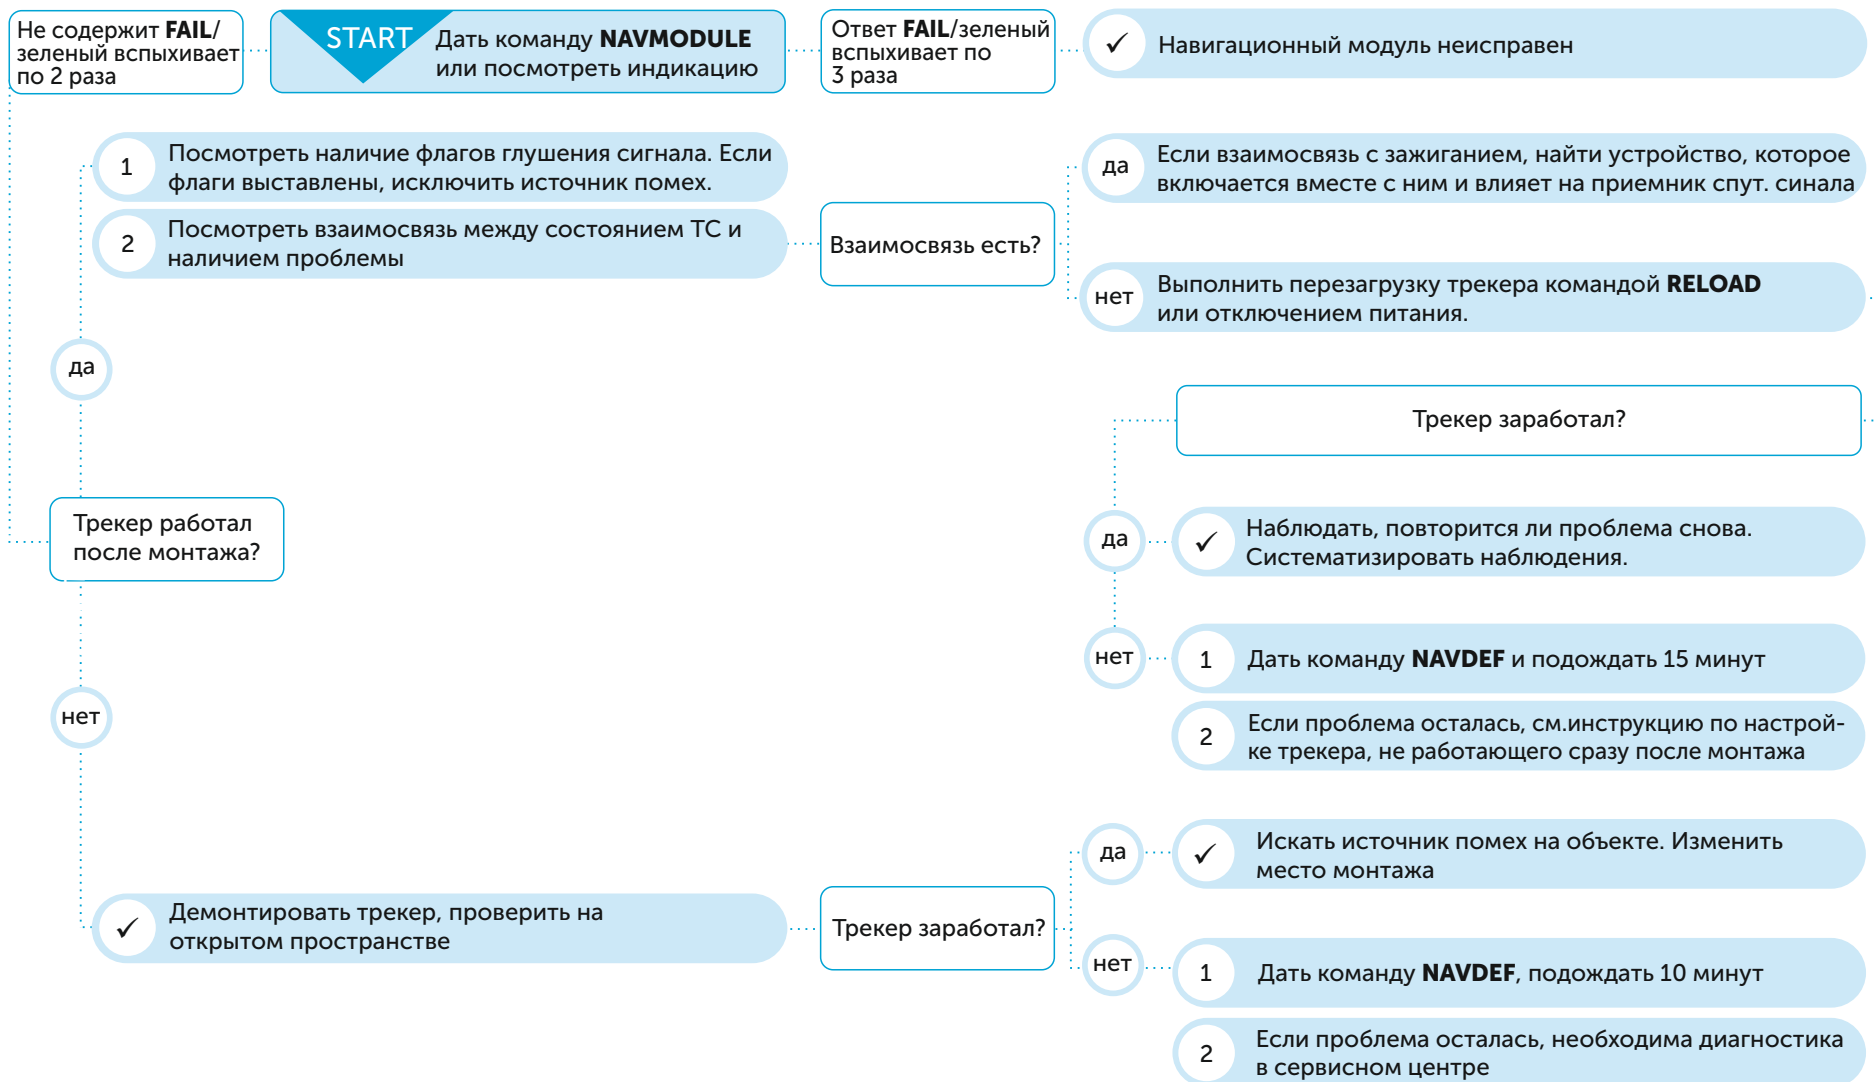 Не содержит FAIL/
зеленый вспыхивает
по 2 раза
START
Дать команду NAVMODULE
или посмотреть индикацию
Ответ FAIL/зеленый
вспыхивает по
3 раза
✓
Навигационный модуль неисправен
1
Посмотреть наличие флагов глушения сигнала. Если
флаги выставлены, исключить источник помех.
2
Посмотреть взаимосвязь между состоянием ТС и
наличием проблемы
Взаимосвязь есть?
да
Если взаимосвязь с зажиганием, найти устройство, которое
включается вместе с ним и влияет на приемник спут. синала
нет
Выполнить перезагрузку трекера командой RELOAD
или отключением питания.
да
Трекер заработал?
Трекер работал
после монтажа?
да
✓
Наблюдать, повторится ли проблема снова.
Систематизировать наблюдения.
нет
1
Дать команду NAVDEF и подождать 15 минут
2
Если проблема осталась, см.инструкцию по настрой-
ке трекера, не работающего сразу после монтажа
нет
✓
Демонтировать трекер, проверить на
открытом пространстве
Трекер заработал?
да
✓
Искать источник помех на объекте. Изменить
место монтажа
нет
1
Дать команду NAVDEF, подождать 10 минут
2
Если проблема осталась, необходима диагностика
в сервисном центре